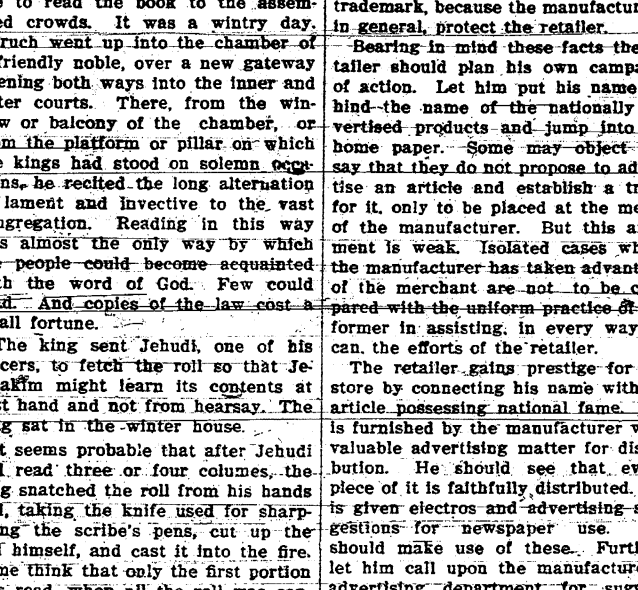 to read the book to the assem-
ed crowds. It was a wintry day.
ruch went up into the chamber of
friendly noble, over a new gateway
ening both ways into the inner and
ter courts. There, from the win-
w or balcony of the chamber, or
m the platform or pillar on which
e kings had stood on solemn occa-
ns, he recited the long alternation
lament and invective to the vast
ngregation. Reading in this way
s almost the only way by which
e people could become acquainted
th the word of God. Few could
d. And copies of the law cost a
all fortune.
The king sent Jehudi, one of his
cers, to fetch the roll so that Je-
akim might learn its contents at
st hand and not from hearsay. The
g sat in the winter house.
t seems probable that after Jehudi
l read three or four columes, the
g snatched the roll from his hands
l, taking the knife used for sharp-
ng the scribe's pens, cut up the
f himself, and cast it into the fire.
me think that only the first portion
s read, when all the roll was con-
trademark, because the manufactur
in general, protect the retailer.
Bearing in mind these facts the
tailer should plan his own campa
of action. Let him put his name
hind the name of the nationally
vertised products and jump into
home paper. Some may object
say that they do not propose to ad
tise an article and establish a tr
for it, only to be placed at the me
of the manufacturer. But this a
ment is weak. Isolated cases wh
the manufacturer has taken advant
of the merchant are not to be c
pared with the uniform practice of
former in assisting, in every way
can, the efforts of the retailer.
The retailer gains prestige for
store by connecting his name with
article possessing national fame.
is furnished by the manufacturer w
valuable advertising matter for dis
bution. He should see that ev
piece of it is faithfully distributed.
is given electros and advertising s
gestions for newspaper use.
should make use of these. Furt
let him call upon the manufacture
advertising department for sugg